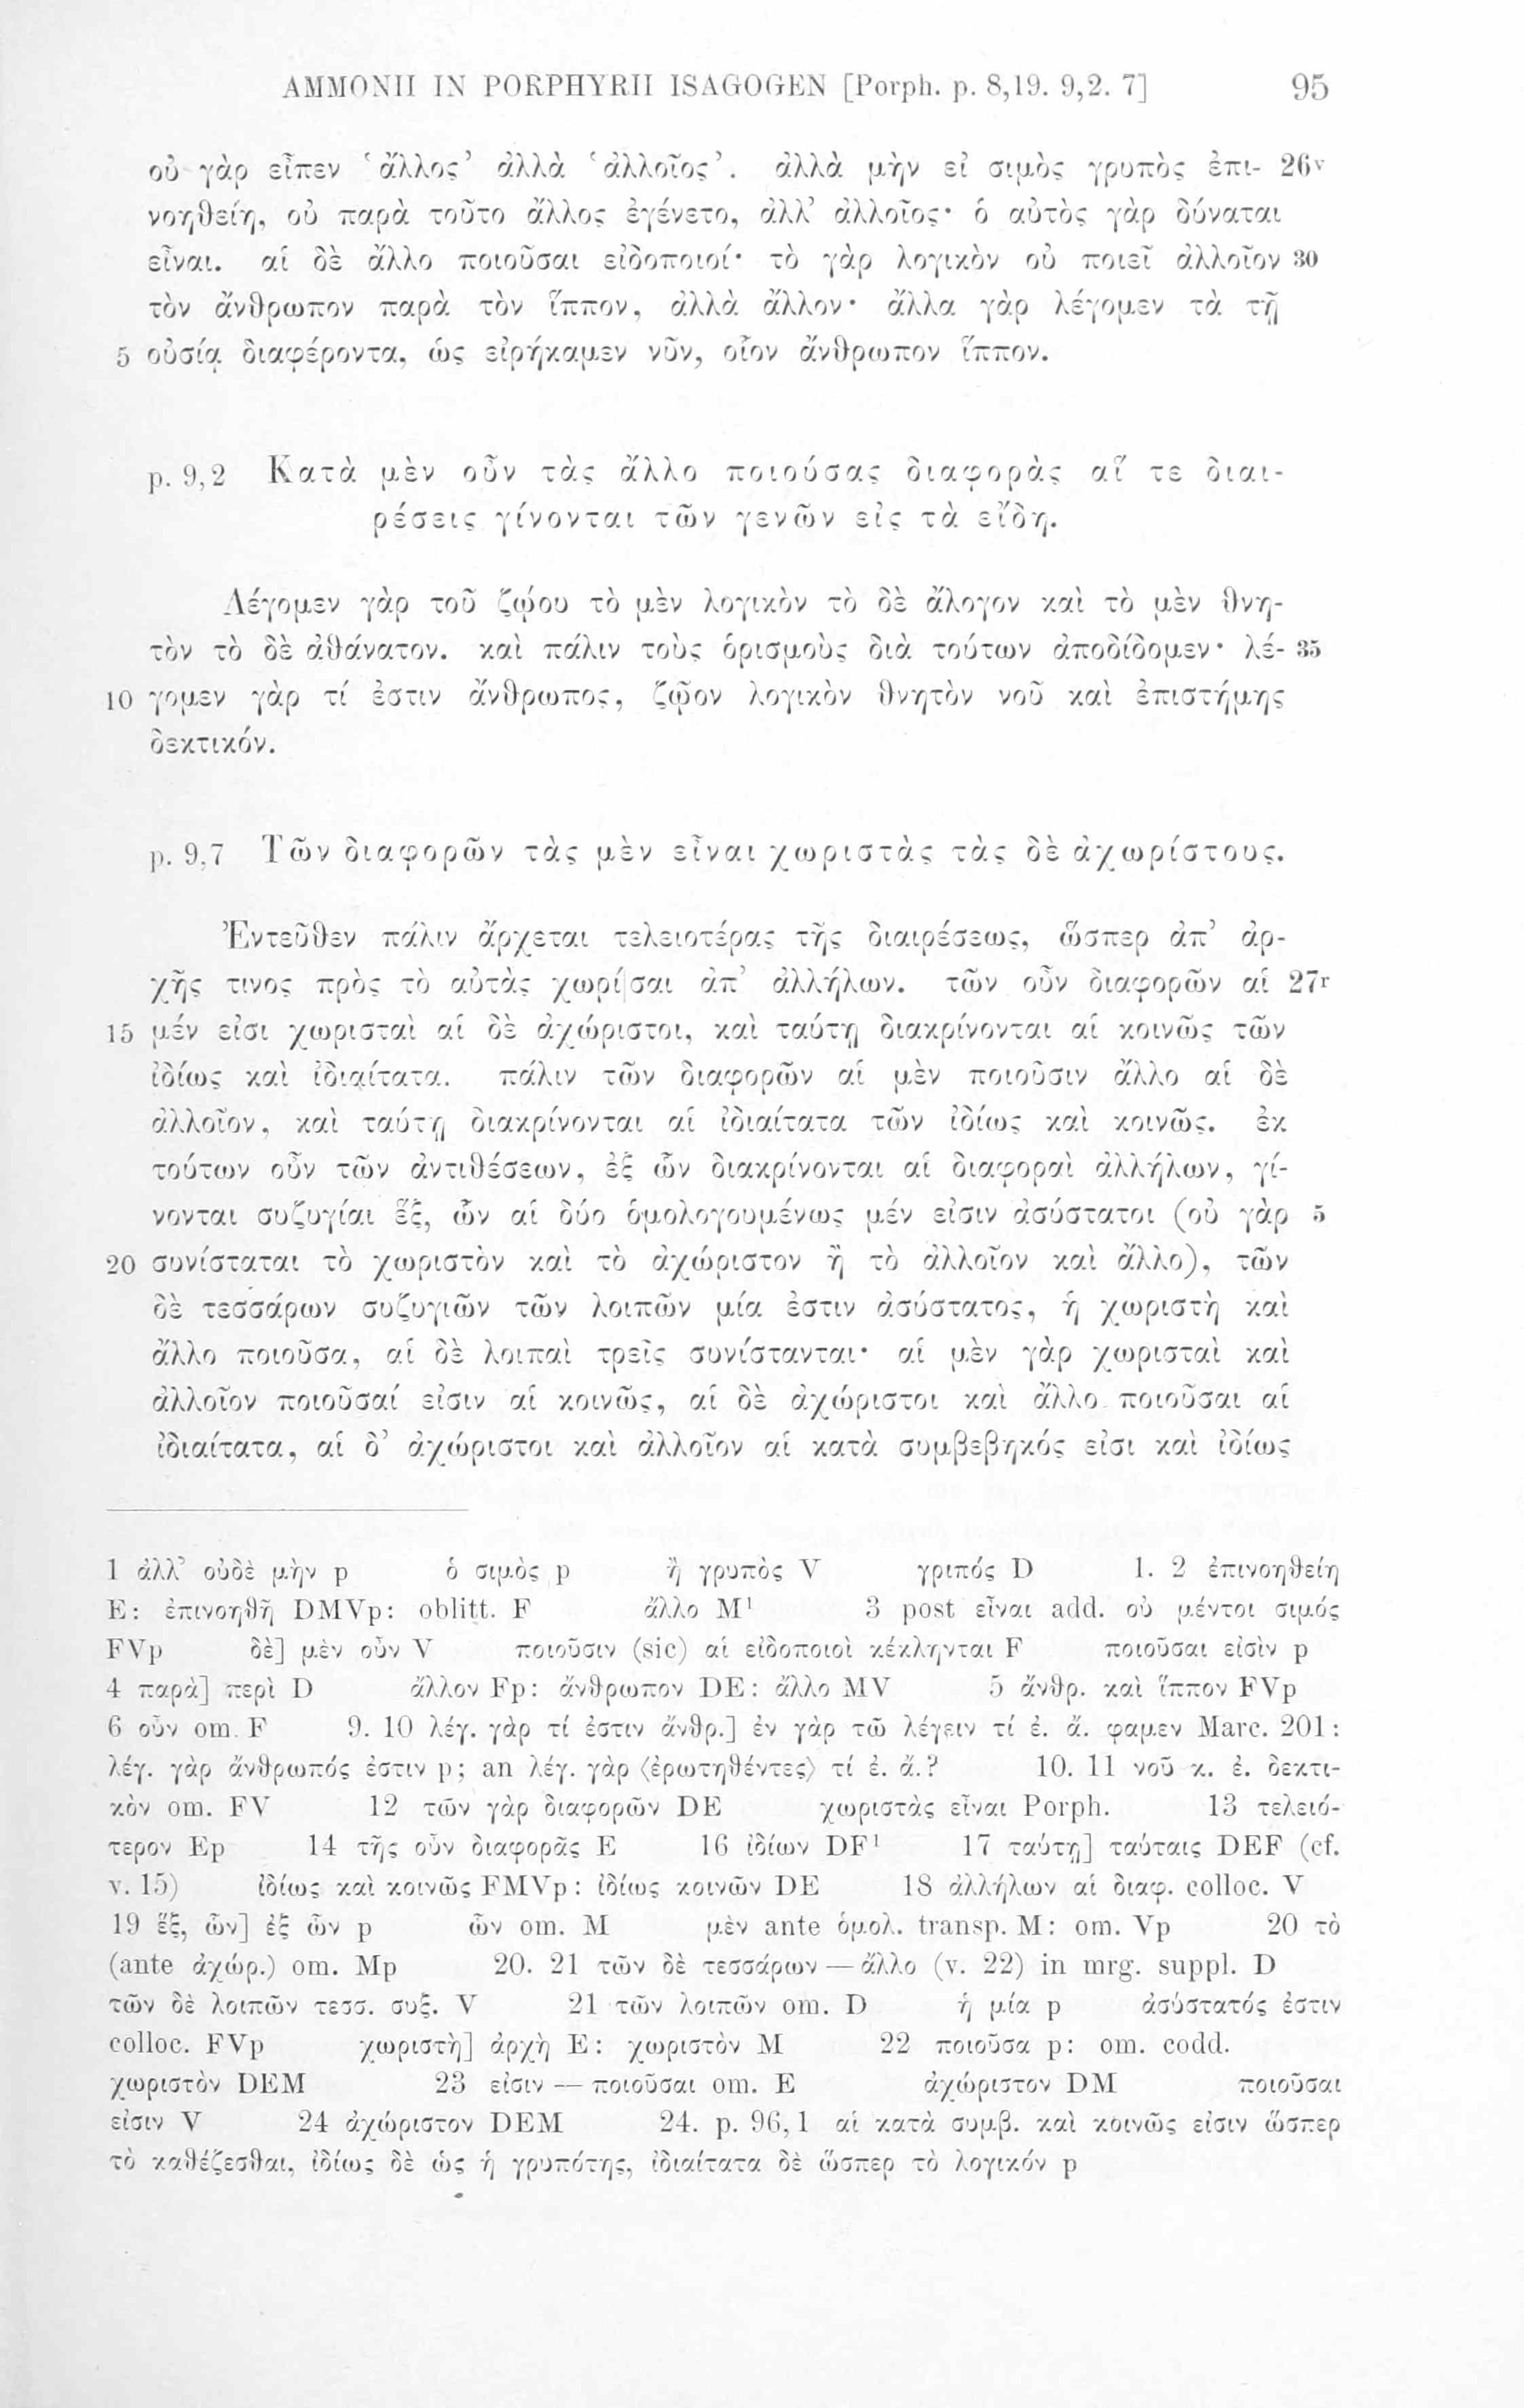 AMMONII IN PORPHYRII ISAGOGEN [Porph. p. 8,19. 9,2. 7] 95
οὐ γὰρ εἶπεν ‘ἄλλος’ ἀλλὰ ‘ἀλλοῖος’. ἀλλὰ μὴν εἰ σιμὸς γρυπὸς ἐπι- 26v
νοηθείη, οὐ παρὰ τοῦτο ἄλλος ἐγένετο, ἀλλ’ ἀλλοῖος· ὁ αὐτὸς γὰρ δύναται
εἶναι. αἱ δὲ ἄλλο ποιοῦσαι εἰδοποιοί· τὸ γὰρ λογικὸν οὐ ποιεῖ ἀλλοῖον 30
τὸν ἄνθρωπον παρὰ τὸν ἵππον, ἀλλὰ ἄλλον· ἄλλα γὰρ λέγομεν τὰ τῇ
5 οὐσίᾳ διαφέροντα, ὡς εἰρήκαμεν νῦν, οἷον ἄνθρωπον ἵππον.
p. 9,2 Κατὰ μὲν οὖν τὰς ἄλλο ποιούσας διαφορὰς αἵ τε διαι-
ρέσεις γίνονται τῶν γενῶν εἰς τὰ εἴδη.
Λέγομεν γὰρ τοῦ ζῴου τὸ μὲν λογικὸν τὸ δὲ ἄλογον καὶ τὸ μὲν θνη-
τὸν τὸ δὲ ἀθάνατον. καὶ πάλιν τοὺς ὁρισμοὺς διὰ τούτων ἀποδίδομεν· λέ- 35
10 γομεν γὰρ τί ἐστιν ἄνθρωπος, ζῷον λογικὸν θνητὸν νοῦ καὶ ἐπιστήμης
δεκτικόν.
p. 9,7 Τῶν διαφορῶν τὰς μὲν εἶναι χωριστὰς τὰς δὲ ἀχωρίστους.
Ἐντεῦθεν πάλιν ἄρχεται τελειοτέρας τῆς διαιρέσεως, ὥσπερ ἀπ’ ἀρ-
χῆς τινος πρὸς τὸ αὐτὰς χωρί|σαι ἀπ’ ἀλλήλων. τῶν οὖν διαφορῶν αἱ 27r
15 μέν εἰσι χωρισταὶ αἱ δὲ ἀχώριστοι, καὶ ταύτῃ διακρίνονται αἱ κοινῶς τῶν
ἰδίως καὶ ἰδιαίτατα. πάλιν τῶν διαφορῶν αἱ μὲν ποιοῦσιν ἄλλο αἱ δὲ
ἀλλοῖον, καὶ ταύτῃ διακρίνονται αἱ ἰδιαίτατα τῶν ἰδίως καὶ κοινῶς. ἐκ
τούτων οὖν τῶν ἀντιθέσεων, ἐξ ὧν διακρίνονται αἱ διαφοραὶ ἀλλήλων, γί-
νονται συζυγίαι ἕξ, ὧν αἱ δύο ὁμολογουμένως μέν εἰσιν ἀσύστατοι (οὐ γὰρ 5
20 συνίσταται τὸ χωριστὸν καὶ τὸ ἀχώριστον ἢ τὸ ἀλλοῖον καὶ ἄλλο), τῶν
δὲ τεσσάρων συζυγιῶν τῶν λοιπῶν μία ἐστιν ἀσύστατος, ἡ χωριστὴ καὶ
ἄλλο ποιοῦσα, αἱ δὲ λοιπαὶ τρεῖς συνίστανται· αἱ μὲν γὰρ χωρισταὶ καὶ
ἀλλοῖον ποιοῦσαί εἰσιν αἱ κοινῶς, αἱ δὲ ἀχώριστοι καὶ ἄλλο ποιοῦσαι αἱ
ἰδιαίτατα, αἱ δ’ ἀχώριστοι καὶ ἀλλοῖον αἱ κατὰ συμβεβηκός εἰσι καὶ ἰδίως
1 ἀλλ’ οὐδὲ μὴν p ὁ σιμὸς p ἢ γρυπὸς V γριπός D 1. 2 ἐπινοηθείη
E: ἐπινοηθῇ DMVp: oblitt. F ἄλλο M¹ 3 post εἶναι add. οὐ μέντοι σιμός
FVp δὲ] μὲν οὖν V ποιοῦσιν (sic) αἱ εἰδοποιοὶ κέκληνται F ποιοῦσαι εἰσὶν p
4 παρὰ] περὶ D ἄλλον Fp: ἄνθρωπον DE: ἄλλο MV 5 ἄνθρ. καὶ ἵππον FVp
6 οὖν om. F 9. 10 λέγ. γὰρ τί ἐστιν ἄνθρ.] ἐν γὰρ τῷ λέγειν τί ἐ. ἄ. φαμεν Marc. 201:
λέγ. γὰρ ἄνθρωπός ἐστιν p; an λέγ. γὰρ ⟨ἐρωτηθέντες⟩ τί ἐ. ἄ.? 10. 11 νοῦ κ. ἐ. δεκτι-
κὸν om. FV 12 τῶν γὰρ διαφορῶν DE χωριστὰς εἶναι Porph. 13 τελειό-
τερον Ep 14 τῆς οὖν διαφορᾶς E 16 ἰδίων DF¹ 17 ταύτῃ] ταύταις DEF (cf.
v. 15) ἰδίως καὶ κοινῶς FMVp: ἰδίως κοινῶν DE 18 ἀλλήλων αἱ διαφ. colloc. V
19 ἕξ, ὧν] ἐξ ὧν p ὧν om. M μὲν ante ὁμολ. transp. M: om. Vp 20 τὸ
(ante ἀχώρ.) om. Mp 20. 21 τῶν δὲ τεσσάρων — ἄλλο (v. 22) in mrg. suppl. D
τῶν δὲ λοιπῶν τεσσ. συξ. V 21 τῶν λοιπῶν om. D ἡ μία p ἀσύστατός ἐστιν
colloc. FVp χωριστὴ] ἀρχὴ E: χωριστὸν M 22 ποιοῦσα p: om. codd.
χωριστὸν DEM 23 εἰσιν — ποιοῦσαι om. E ἀχώριστον DM ποιοῦσαι
εἰσιν V 24 ἀχώριστον DEM 24. p. 96,1 αἱ κατὰ συμβ. καὶ κοινῶς εἰσιν ὥσπερ
τὸ καθέζεσθαι, ἰδίως δὲ ὡς ἡ γρυπότης, ἰδιαίτατα δὲ ὥσπερ τὸ λογικόν p